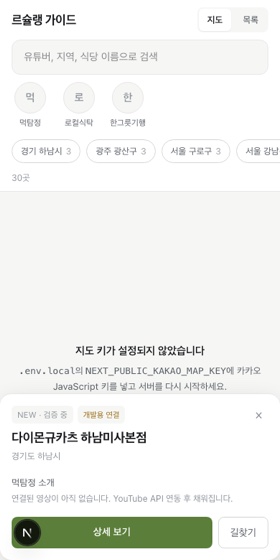 르슐랭 가이드
지도 목록
유튜버, 지역, 식당 이름으로 검색
먹 로 한
먹탐정 로컬식탁 한그릇기행
경기 하남시 3 광주 광산구 3 서울 구로구 3 서울 강남
30곳
지도 키가 설정되지 않았습니다
.env.local의 NEXT_PUBLIC_KAKAO_MAP_KEY에 카카오
JavaScript 키를 넣고 서버를 다시 시작하세요.
NEW · 검증 중 개발용 연결 ×
다이몬규카츠 하남미사본점
경기도 하남시
먹탐정 소개
연결된 영상이 아직 없습니다. YouTube API 연동 후 채워집니다.
N 상세 보기 길찾기